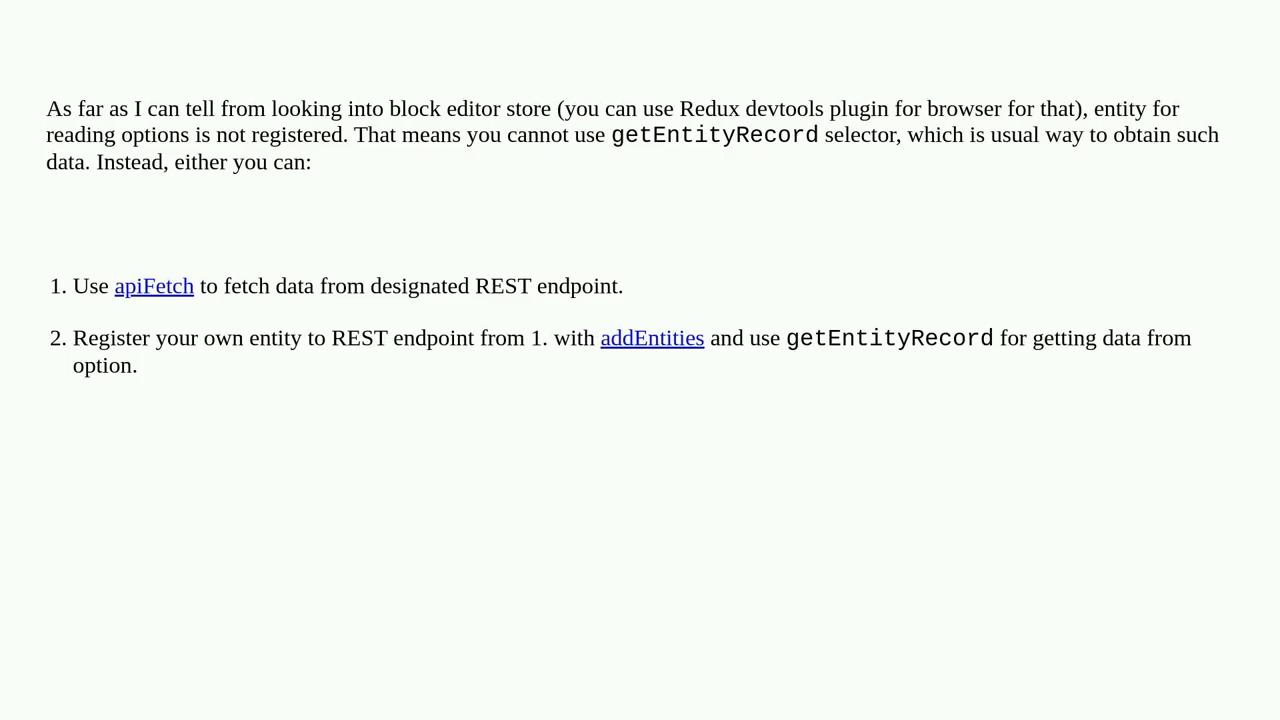 As far as I can tell from looking into block editor store (you can use Redux devtools plugin for browser for that), entity for
reading options is not registered. That means you cannot use getEntityRecord selector, which is usual way to obtain such
data. Instead, either you can:
1. Use apiFetch to fetch data from designated REST endpoint.
2. Register your own entity to REST endpoint from 1. with addEntities and use getEntityRecord for getting data from
option.